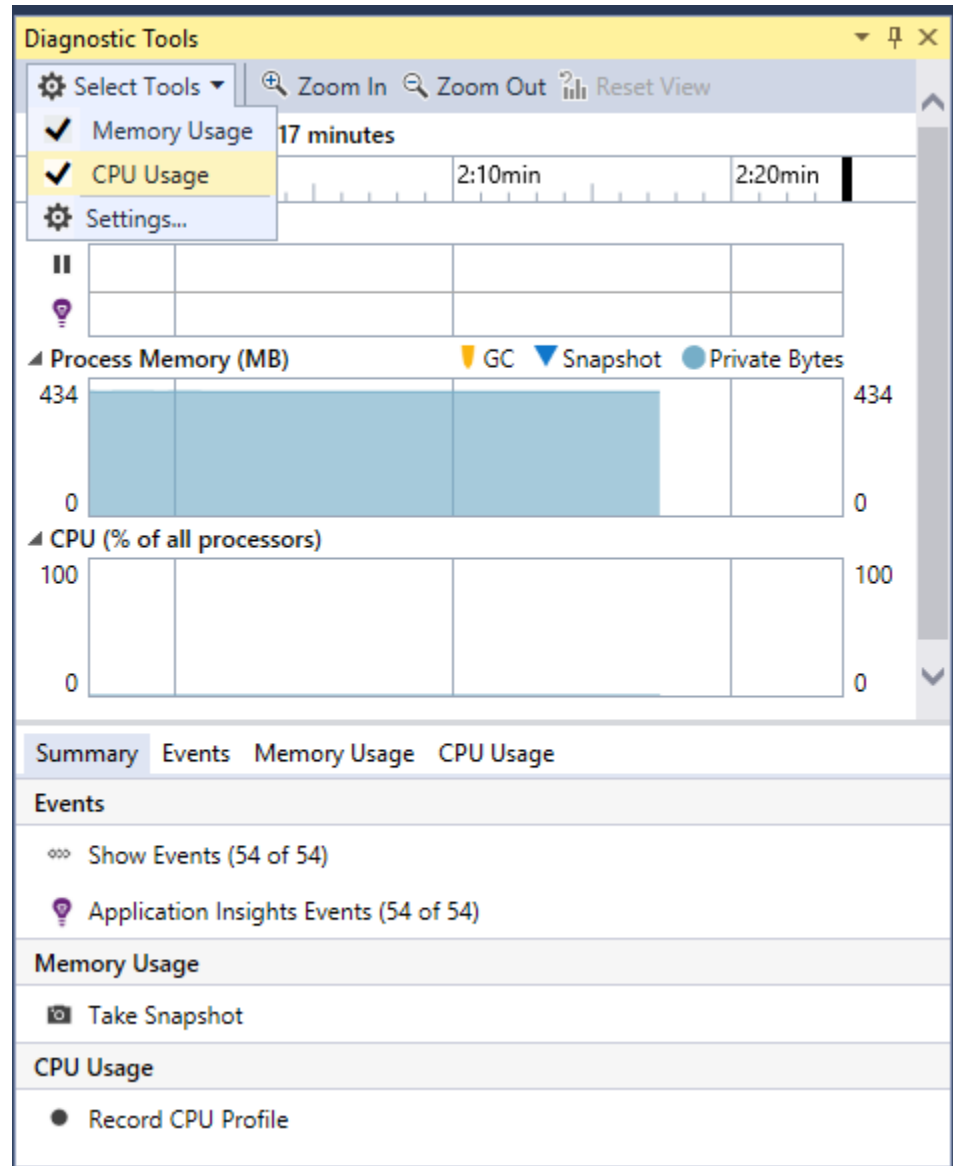 Diagnostic Tools
Select Tools Zoom In Zoom Out Reset View
Memory Usage 17 minutes
CPU Usage 2:10min 2:20min
Settings...
Process Memory (MB) GC Snapshot Private Bytes
434 434
0 0
CPU (% of all processors)
100 100
0 0
Summary Events Memory Usage CPU Usage
Events
Show Events (54 of 54)
Application Insights Events (54 of 54)
Memory Usage
Take Snapshot
CPU Usage
Record CPU Profile